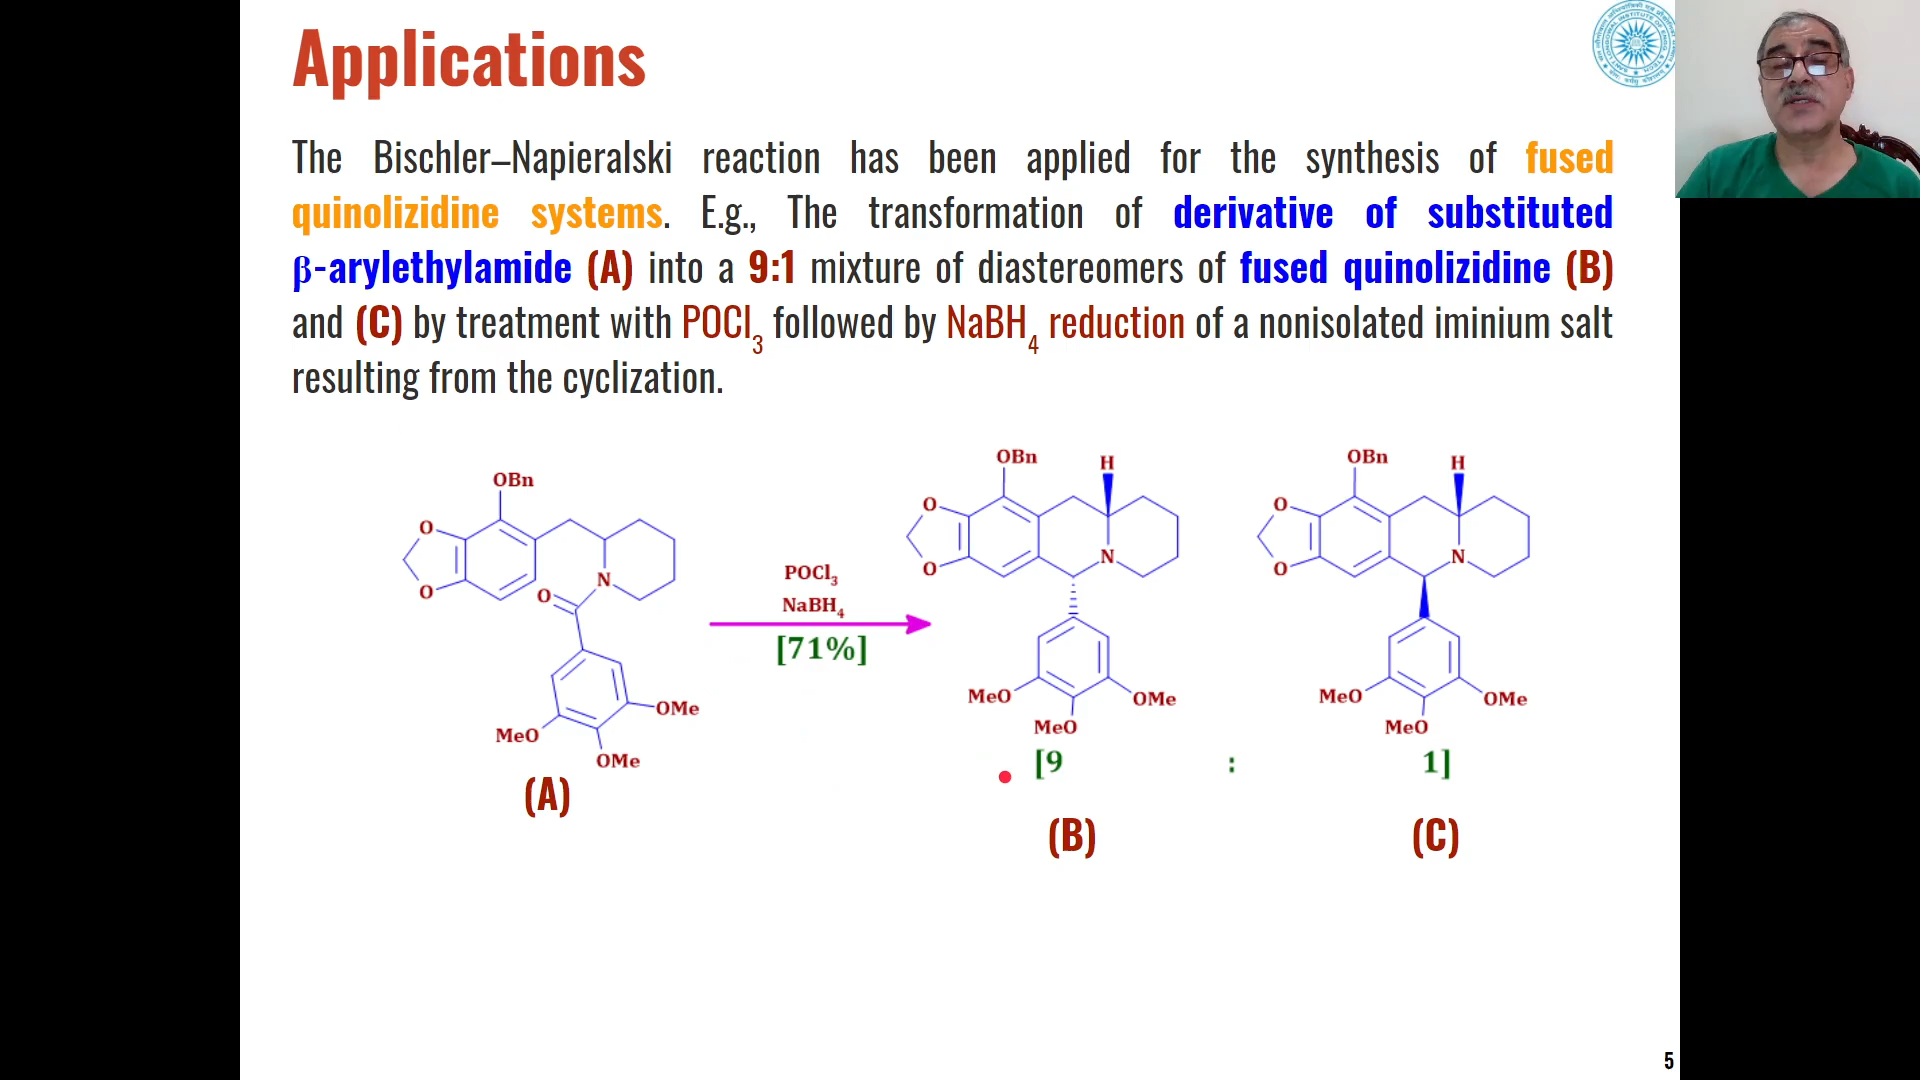 Applications
The Bischler–Napieralski reaction has been applied for the synthesis of fused
quinolizidine systems. E.g., The transformation of derivative of substituted
β-arylethylamide (A) into a 9:1 mixture of diastereomers of fused quinolizidine (B)
and (C) by treatment with POCl₃ followed by NaBH₄ reduction of a nonisolated iminium salt
resulting from the cyclization.
OBn
O
O
N
O
OMe
MeO
OMe
(A)
POCl₃
NaBH₄
[71%]
OBn
H
O
O
N
MeO
OMe
MeO
OBn
H
O
O
N
MeO
OMe
MeO
[9 : 1]
(B)
(C)
5